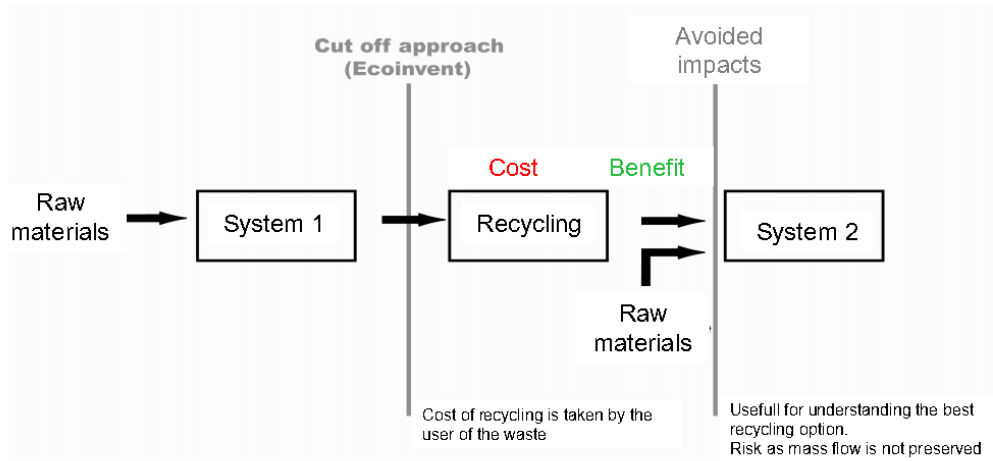 Cut off approach
(Ecoinvent)
Avoided
impacts
Cost
Benefit
Raw
materials
System 1
Recycling
System 2
Raw
materials
Cost of recycling is taken by the
user of the waste
Usefull for understanding the best
recycling option.
Risk as mass flow is not preserved